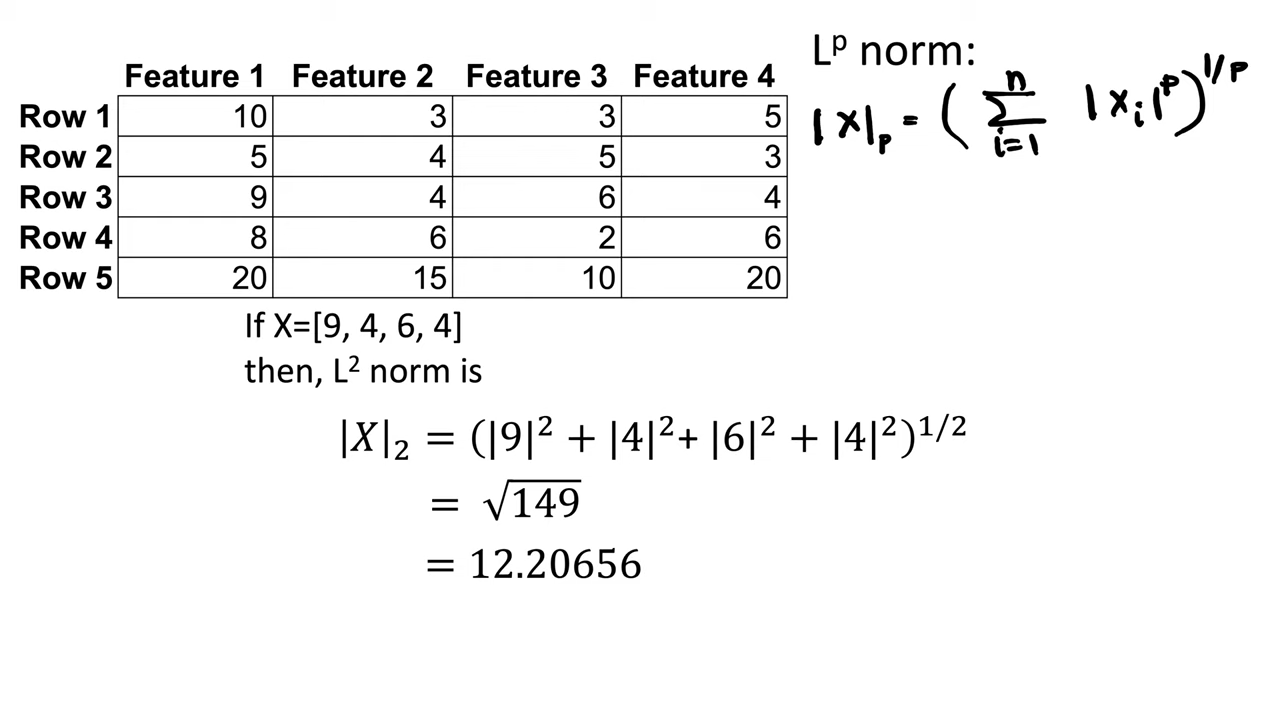 Feature 1 Feature 2 Feature 3 Feature 4
Row 1 10 3 3 5
Row 2 5 4 5 3
Row 3 9 4 6 4
Row 4 8 6 2 6
Row 5 20 15 10 20
Lᵖ norm:
|X|ₚ = (∑ⁿᵢ₌₁ |xᵢ|ᵖ)¹/ᵖ
If X=[9, 4, 6, 4]
then, L² norm is
|X|₂ = (|9|² + |4|²+ |6|² + |4|²)¹/²
= √149
= 12.20656